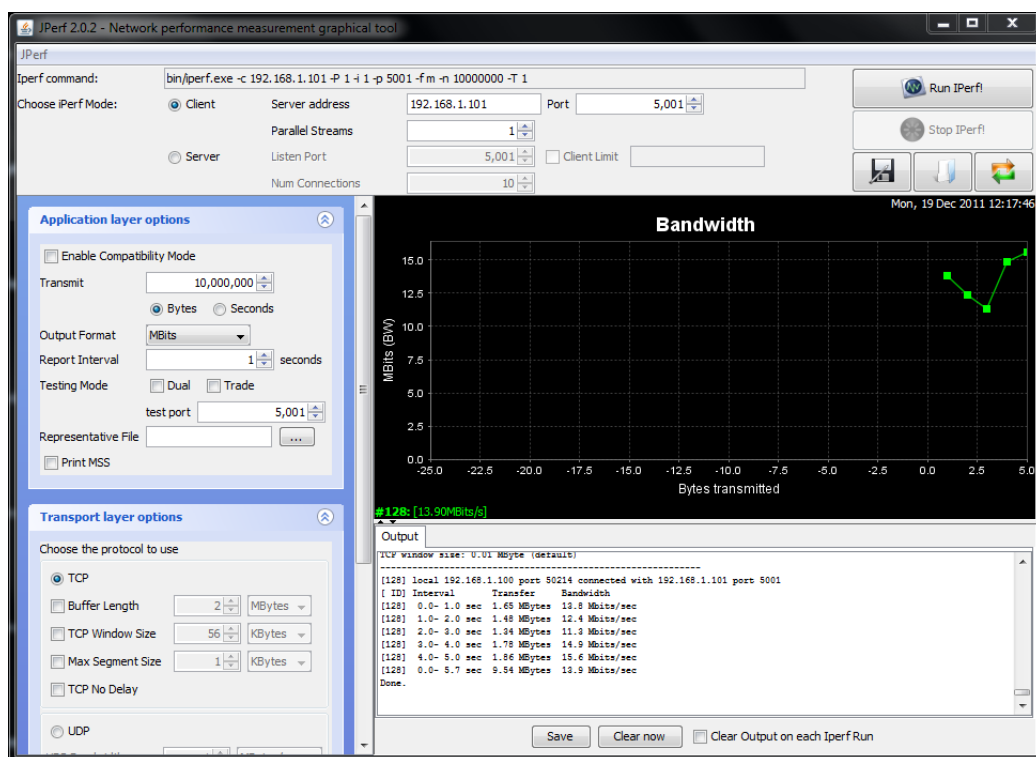 JPerf 2.0.2 - Network performance measurement graphical tool
JPerf
Iperf command: bin/iperf.exe -c 192.168.1.101 -P 1 -i 1 -p 5001 -f m -n 10000000 -T 1
Run IPerf!
Choose iPerf Mode: Client Server address 192.168.1.101 Port 5,001
Parallel Streams 1
Stop IPerf!
Server Listen Port 5,001 Client Limit
Num Connections 10
Application layer options
Enable Compatibility Mode
Transmit 10,000,000
Bytes Seconds
Output Format MBits
Report Interval 1 seconds
Testing Mode Dual Trade
test port 5,001
Representative File ...
Print MSS
Transport layer options
Choose the protocol to use
TCP
Buffer Length 2 MBytes
TCP Window Size 56 KBytes
Max Segment Size 1 KBytes
TCP No Delay
UDP
Mon, 19 Dec 2011 12:17:46
Bandwidth
MBits (BW)
15.0
12.5
10.0
7.5
5.0
2.5
0.0
-25.0 -22.5 -20.0 -17.5 -15.0 -12.5 -10.0 -7.5 -5.0 -2.5 0.0 2.5 5.0
Bytes transmitted
#128: [13.90MBits/s]
Output
TCP window size: 0.01 MByte (default)
------------------------------------------------------------
[128] local 192.168.1.100 port 50214 connected with 192.168.1.101 port 5001
[ ID] Interval Transfer Bandwidth
[128] 0.0- 1.0 sec 1.65 MBytes 13.8 Mbits/sec
[128] 1.0- 2.0 sec 1.48 MBytes 12.4 Mbits/sec
[128] 2.0- 3.0 sec 1.34 MBytes 11.3 Mbits/sec
[128] 3.0- 4.0 sec 1.78 MBytes 14.9 Mbits/sec
[128] 4.0- 5.0 sec 1.86 MBytes 15.6 Mbits/sec
[128] 0.0- 5.7 sec 9.54 MBytes 13.9 Mbits/sec
Done.
Save Clear now Clear Output on each Iperf Run